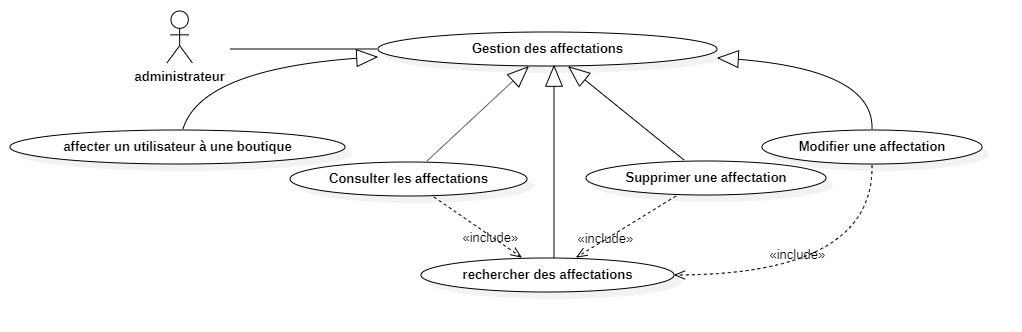 Gestion des affectations
administrateur
affecter un utilisateur à une boutique
Modifier une affectation
Consulter les affectations
Supprimer une affectation
«include»
«include»
«include»
rechercher des affectations